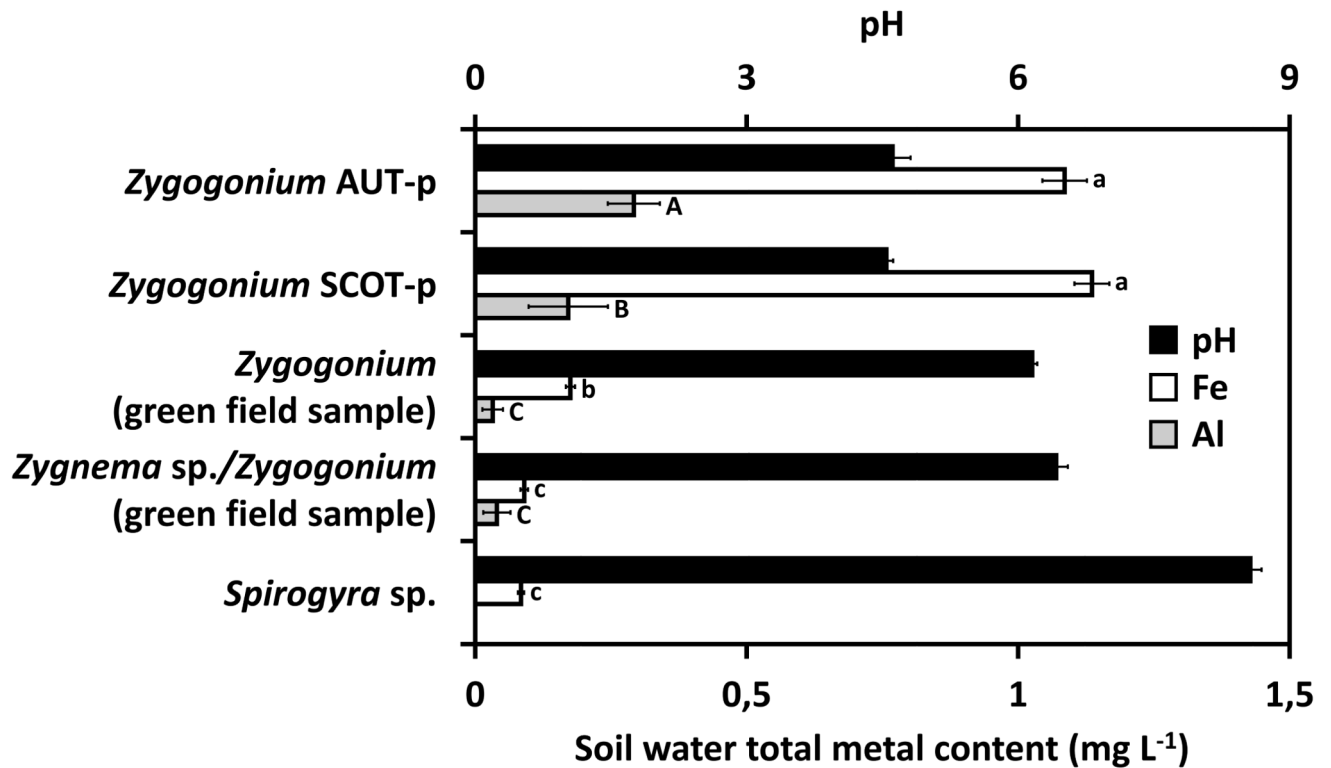 pH
0 3 6 9
Zygogonium AUT-p
a
A
Zygogonium SCOT-p
a
B
Zygogonium
(green field sample)
b
C
Zygnema sp./Zygogonium
(green field sample)
c
C
Spirogyra sp.
c
pH
Fe
Al
0 0,5 1 1,5
Soil water total metal content (mg L⁻¹)